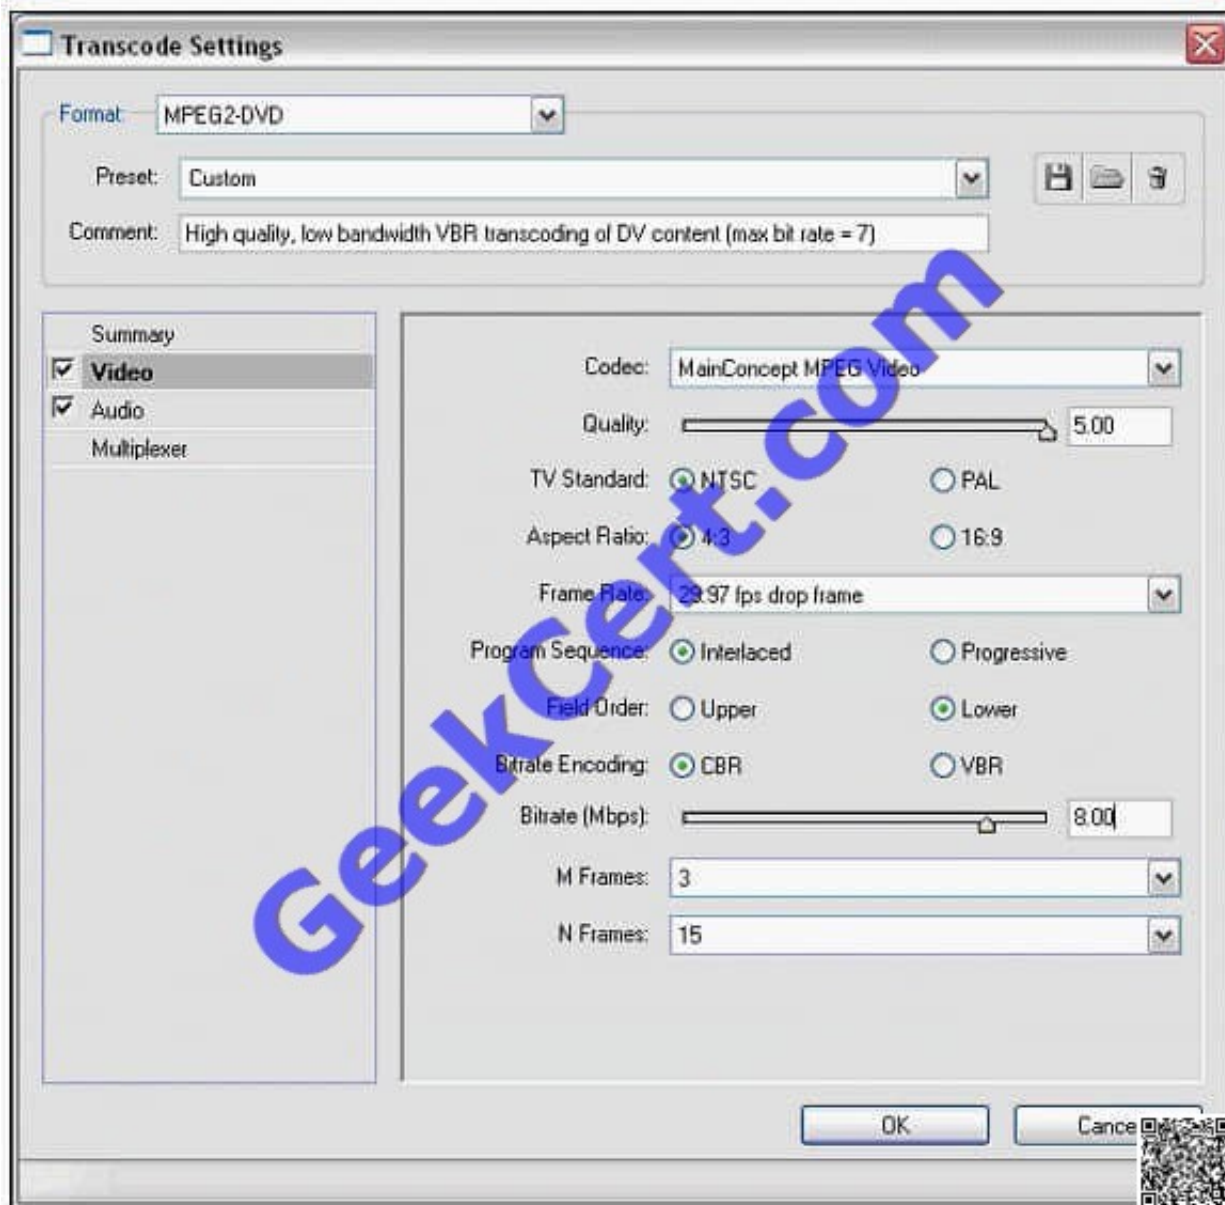 Transcode Settings
Format: MPEG2-DVD
Preset: Custom
Comment: High quality, low bandwidth VBR transcoding of DV content (max bit rate = 7)
Summary
Video
Audio
Multiplexer
Codec: MainConcept MPEG Video
Quality: 5.00
TV Standard: NTSC PAL
Aspect Ratio: 4:3 16:9
Frame Rate: 29.97 fps drop frame
Program Sequence: Interlaced Progressive
Field Order: Upper Lower
Bitrate Encoding: CBR VBR
Bitrate (Mbps): 8.00
M Frames: 3
N Frames: 15
OK Cance
GeekCert.com